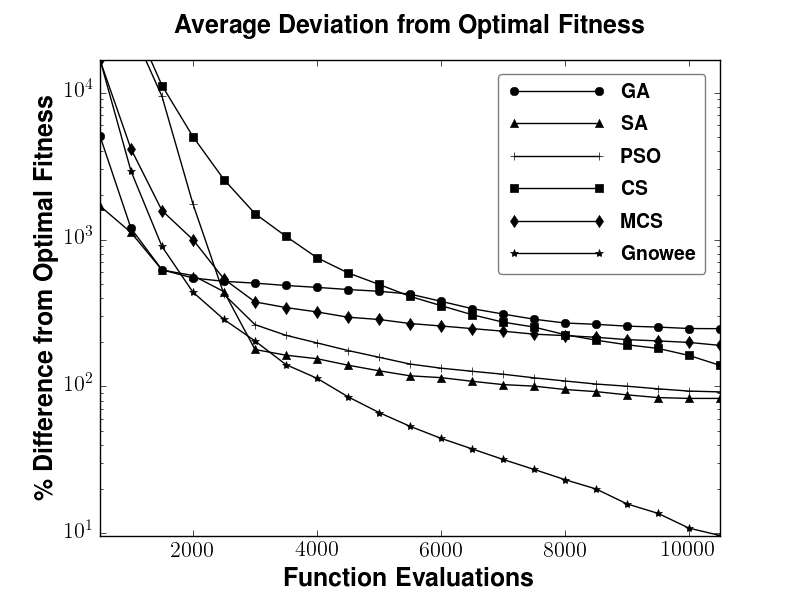 Average Deviation from Optimal Fitness
% Difference from Optimal Fitness
10^4
10^3
10^2
10^1
GA
SA
PSO
CS
MCS
Gnowee
2000 4000 6000 8000 10000
Function Evaluations